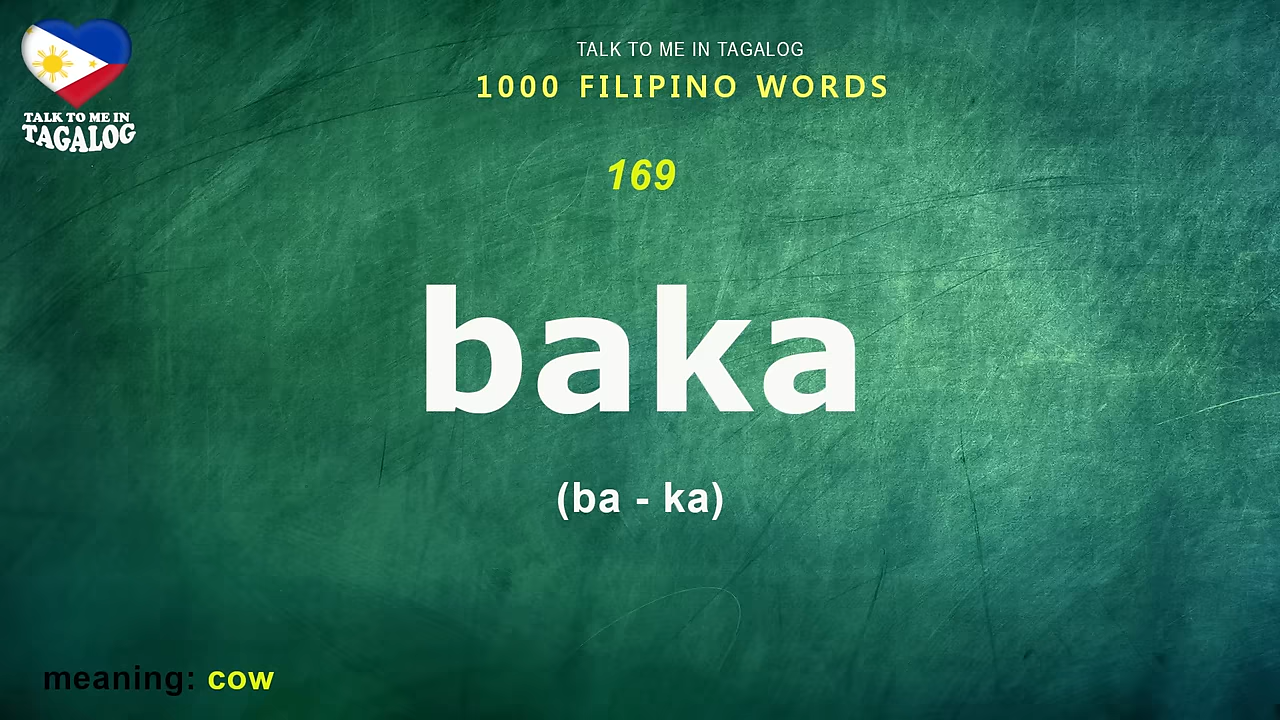 TALK TO ME IN
TAGALOG
TALK TO ME IN TAGALOG
1000 FILIPINO WORDS
169
baka
(ba - ka)
meaning: cow